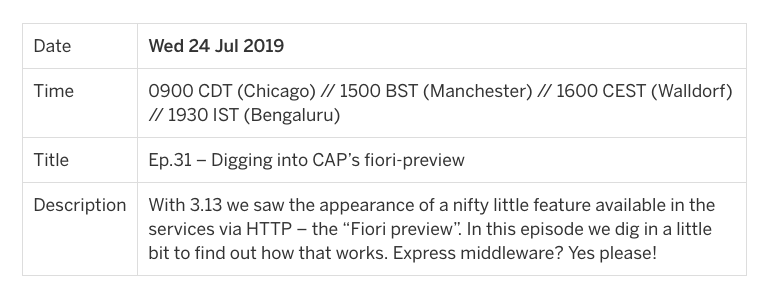 Date Wed 24 Jul 2019
Time 0900 CDT (Chicago) // 1500 BST (Manchester) // 1600 CEST (Walldorf)
// 1930 IST (Bengaluru)
Title Ep.31 – Digging into CAP’s fiori-preview
Description With 3.13 we saw the appearance of a nifty little feature available in the
services via HTTP – the “Fiori preview”. In this episode we dig in a little
bit to find out how that works. Express middleware? Yes please!